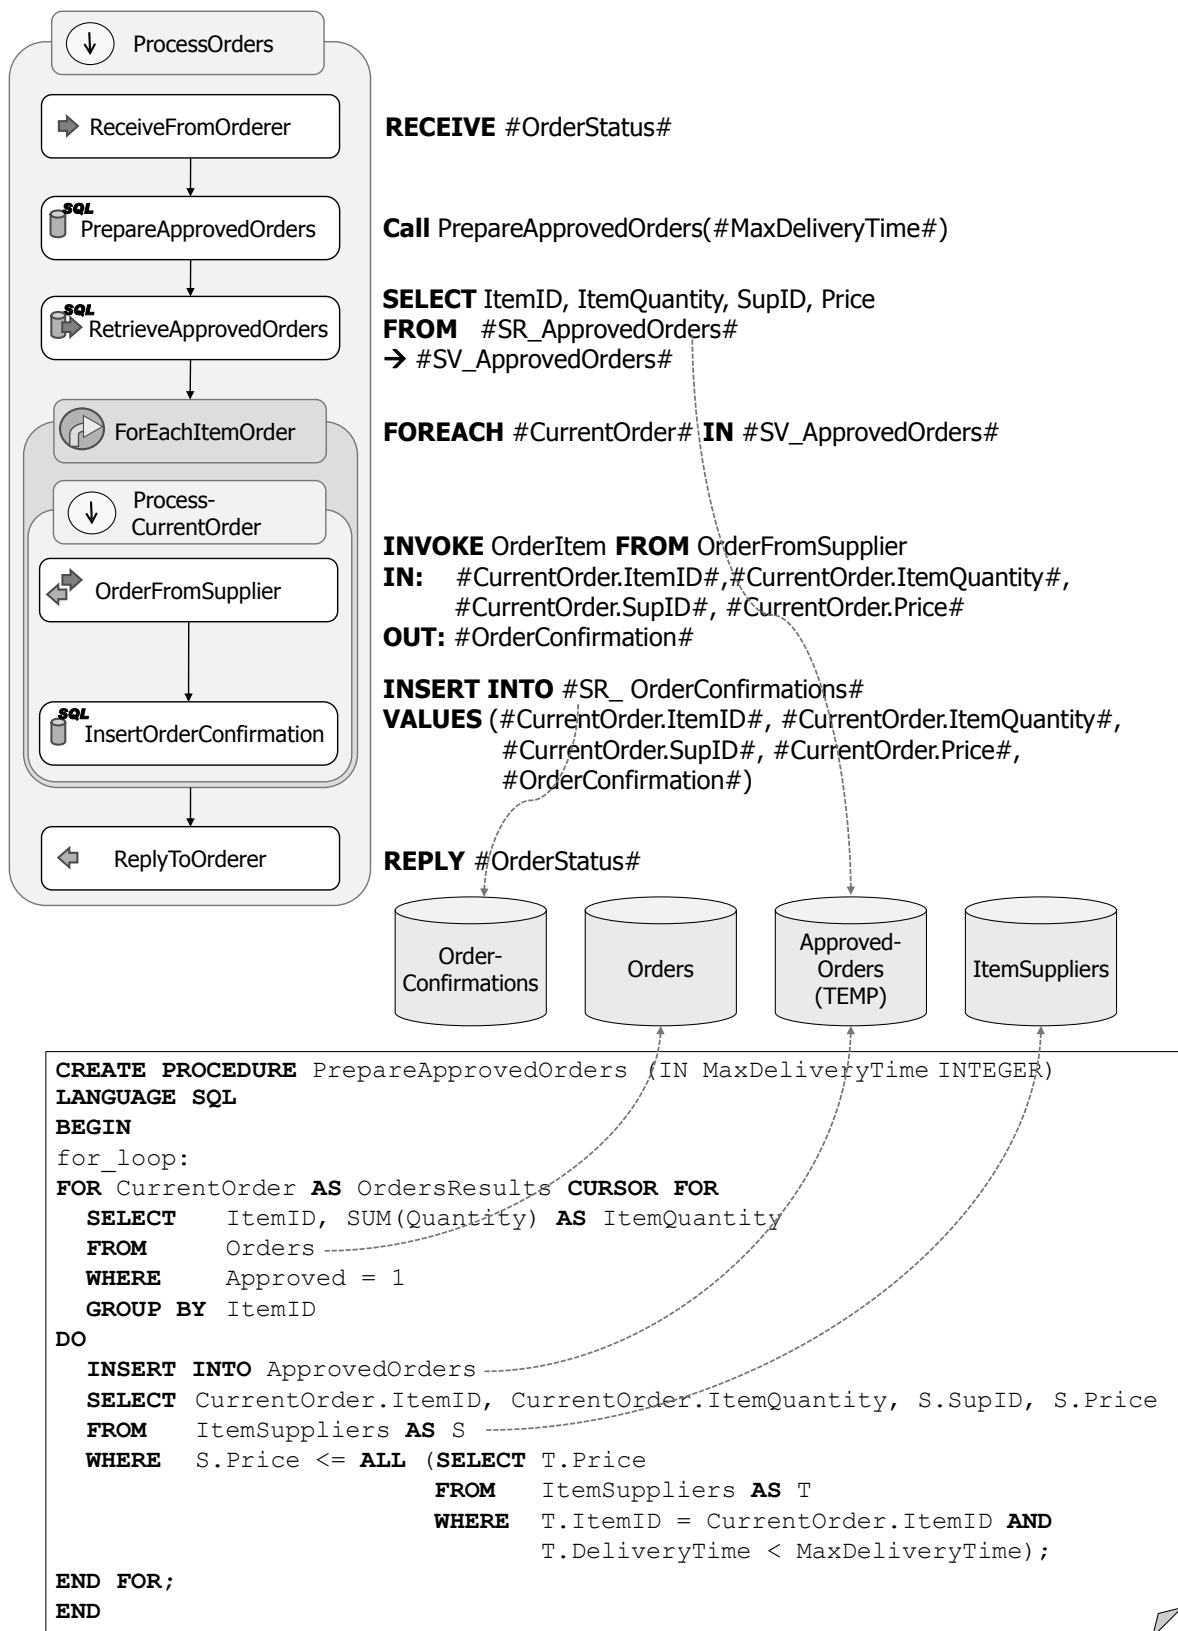 ProcessOrders
ReceiveFromOrderer
RECEIVE #OrderStatus#
SQL
PrepareApprovedOrders
Call PrepareApprovedOrders(#MaxDeliveryTime#)
SQL
RetrieveApprovedOrders
SELECT ItemID, ItemQuantity, SupID, Price
FROM #SR_ApprovedOrders#
→ #SV_ApprovedOrders#
ForEachItemOrder
FOREACH #CurrentOrder# IN #SV_ApprovedOrders#
Process-
CurrentOrder
OrderFromSupplier
INVOKE OrderItem FROM OrderFromSupplier
IN: #CurrentOrder.ItemID#,#CurrentOrder.ItemQuantity#,
#CurrentOrder.SupID#, #CurrentOrder.Price#
OUT: #OrderConfirmation#
SQL
InsertOrderConfirmation
INSERT INTO #SR_ OrderConfirmations#
VALUES (#CurrentOrder.ItemID#, #CurrentOrder.ItemQuantity#,
#CurrentOrder.SupID#, #CurrentOrder.Price#,
#OrderConfirmation#)
ReplyToOrderer
REPLY #OrderStatus#
Order-
Confirmations
Orders
Approved-
Orders
(TEMP)
ItemSuppliers
CREATE PROCEDURE PrepareApprovedOrders (IN MaxDeliveryTime INTEGER)
LANGUAGE SQL
BEGIN
for_loop:
FOR CurrentOrder AS OrdersResults CURSOR FOR
SELECT ItemID, SUM(Quantity) AS ItemQuantity
FROM Orders
WHERE Approved = 1
GROUP BY ItemID
DO
INSERT INTO ApprovedOrders
SELECT CurrentOrder.ItemID, CurrentOrder.ItemQuantity, S.SupID, S.Price
FROM ItemSuppliers AS S
WHERE S.Price <= ALL (SELECT T.Price
FROM ItemSuppliers AS T
WHERE T.ItemID = CurrentOrder.ItemID AND
T.DeliveryTime < MaxDeliveryTime);
END FOR;
END